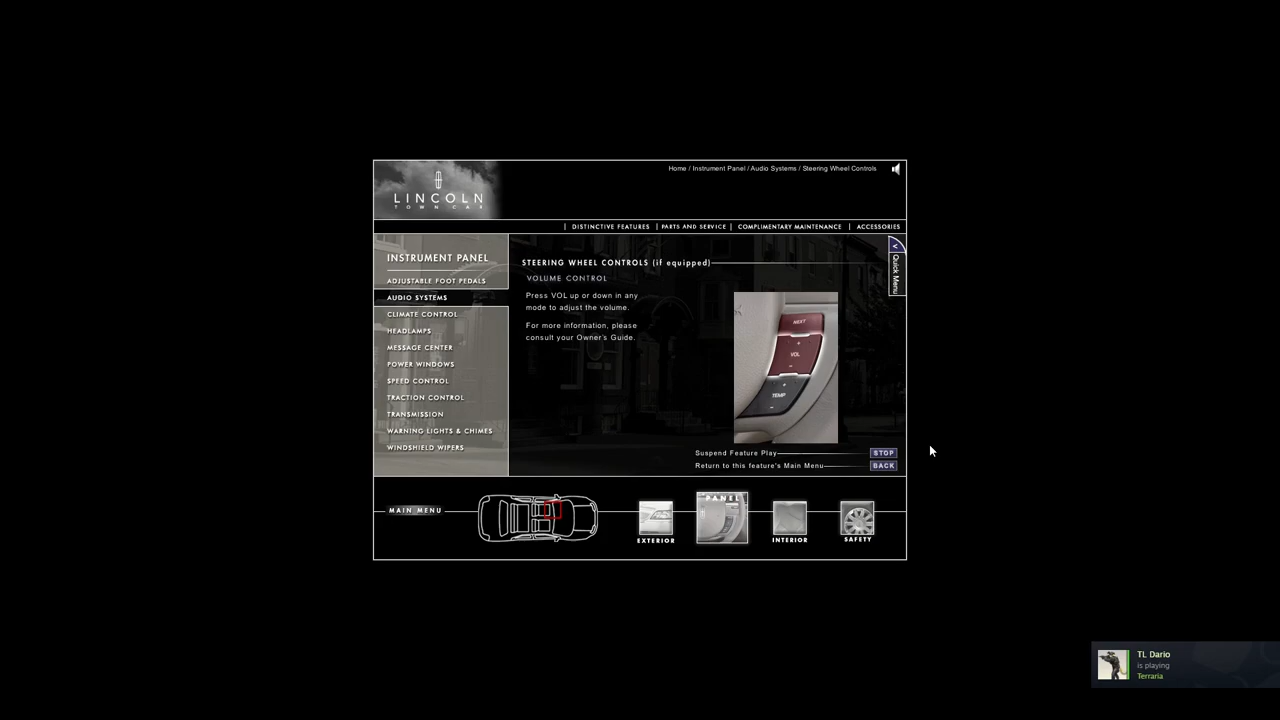 Home / Instrument Panel / Audio Systems / Steering Wheel Controls
LINCOLN
TOWN CAR
| DISTINCTIVE FEATURES | PARTS AND SERVICE | COMPLIMENTARY MAINTENANCE | ACCESSORIES
INSTRUMENT PANEL
ADJUSTABLE FOOT PEDALS
AUDIO SYSTEMS
CLIMATE CONTROL
HEADLAMPS
MESSAGE CENTER
POWER WINDOWS
SPEED CONTROL
TRACTION CONTROL
TRANSMISSION
WARNING LIGHTS & CHIMES
WINDSHIELD WIPERS
STEERING WHEEL CONTROLS (if equipped)
VOLUME CONTROL
Press VOL up or down in any
mode to adjust the volume.
For more information, please
consult your Owner's Guide.
NEXT
+
VOL
-
+
TEMP
-
< Quick Menu
Suspend Feature Play STOP
Return to this feature's Main Menu BACK
MAIN MENU
EXTERIOR
PANEL
INTERIOR
SAFETY
TL Dario
is playing
Terraria